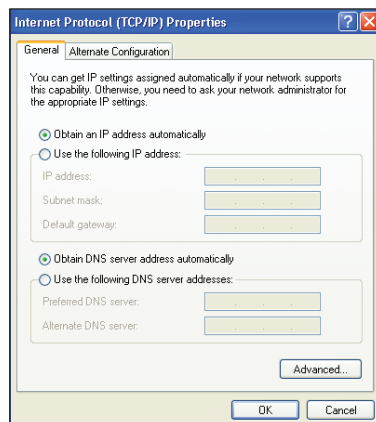 Internet Protocol (TCP/IP) Properties
General Alternate Configuration
You can get IP settings assigned automatically if your network supports
this capability. Otherwise, you need to ask your network administrator for
the appropriate IP settings.
Obtain an IP address automatically
Use the following IP address:
IP address:
Subnet mask:
Default gateway:
Obtain DNS server address automatically
Use the following DNS server addresses:
Preferred DNS server:
Alternate DNS server:
Advanced...
OK Cancel